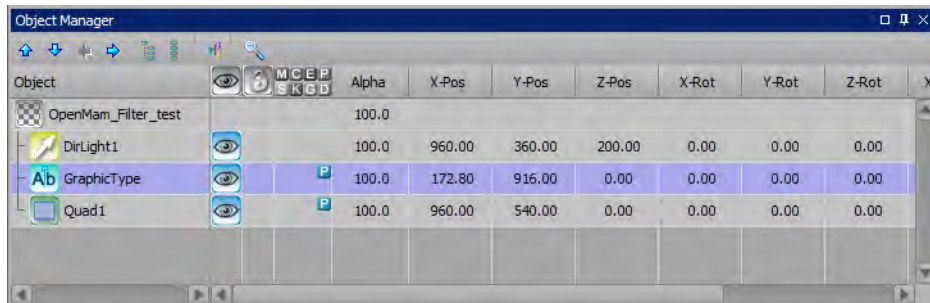 Object Manager
Object M C E P S K G D Alpha X-Pos Y-Pos Z-Pos X-Rot Y-Rot Z-Rot X
OpenMam_Filter_test 100.0
DirLight1 100.0 960.00 360.00 200.00 0.00 0.00 0.00
Ab GraphicType P 100.0 172.80 916.00 0.00 0.00 0.00 0.00
Quad1 P 100.0 960.00 540.00 0.00 0.00 0.00 0.00